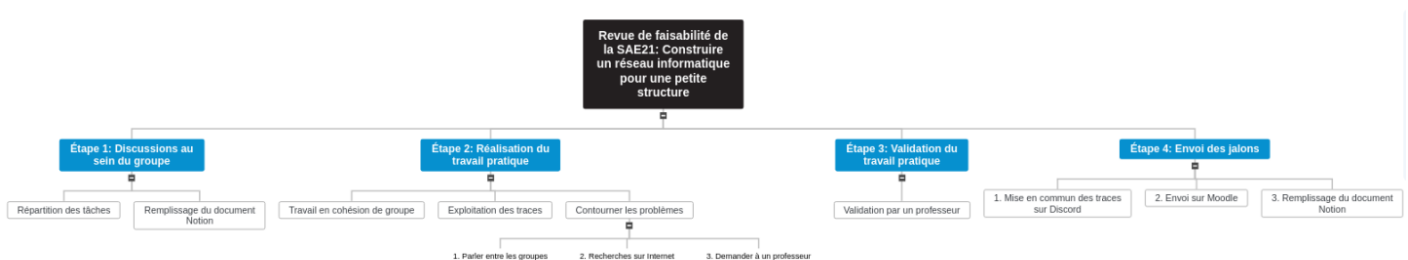 Revue de faisabilité de
la SAE21: Construire
un réseau informatique
pour une petite
structure
Étape 1: Discussions au
sein du groupe
Étape 2: Réalisation du
travail pratique
Étape 3: Validation du
travail pratique
Étape 4: Envoi des jalons
Répartition des tâches
Remplissage du document
Notion
Travail en cohésion de groupe
Exploitation des traces
Contourner les problèmes
Validation par un professeur
1. Mise en commun des traces
sur Discord
2. Envoi sur Moodle
3. Remplissage du document
Notion
1. Parler entre les groupes
2. Recherches sur Internet
3. Demander à un professeur